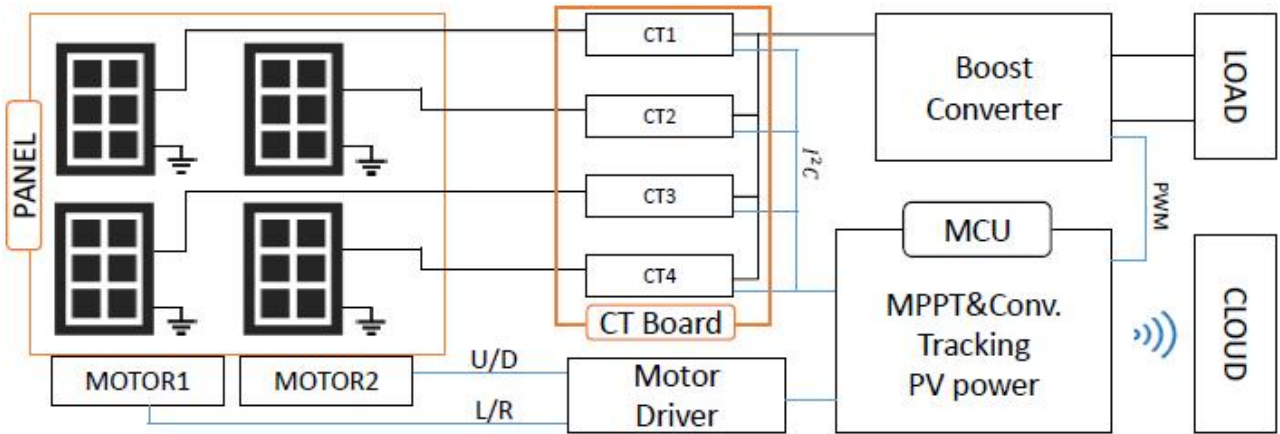 PANEL
CT1
CT2
CT3
CT4
CT Board
I²C
Boost
Converter
LOAD
PWM
MCU
MPPT&Conv.
Tracking
PV power
CLOUD
MOTOR1
MOTOR2
U/D
L/R
Motor
Driver